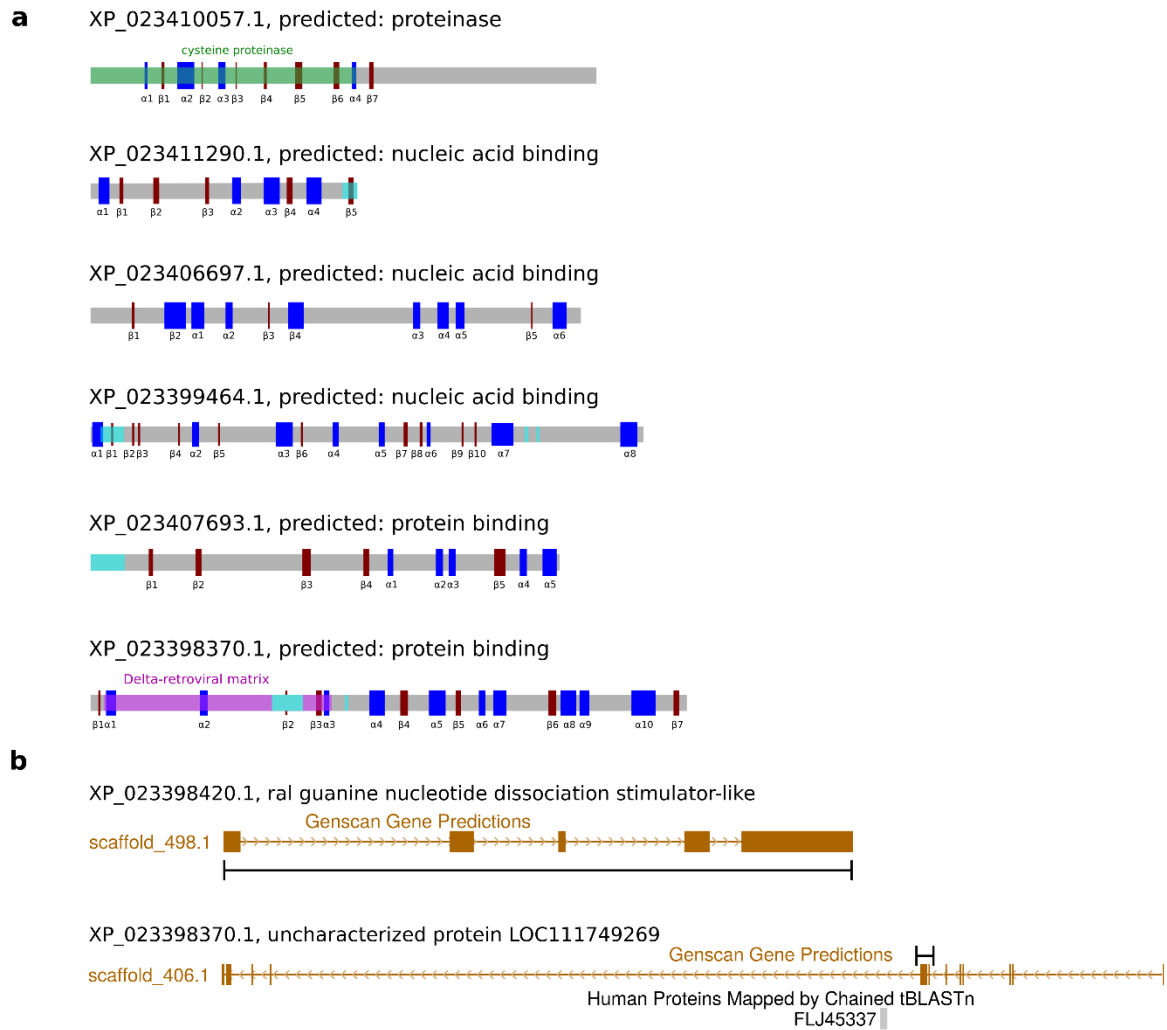 a
XP_023410057.1, predicted: proteinase
cysteine proteinase
α1 β1 α2 β2 α3 β3 β4 β5 β6 α4 β7
XP_023411290.1, predicted: nucleic acid binding
α1 β1 β2 β3 α2 α3 β4 α4 β5
XP_023406697.1, predicted: nucleic acid binding
β1 β2 α1 α2 β3 β4 α3 α4 α5 β5 α6
XP_023399464.1, predicted: nucleic acid binding
α1 β1 β2 β3 β4 α2 β5 α3 β6 α4 α5 β7 β8 α6 β9 β10 α7 α8
XP_023407693.1, predicted: protein binding
β1 β2 β3 β4 α1 α2 α3 β5 α4 α5
XP_023398370.1, predicted: protein binding
Delta-retroviral matrix
β1 α1 α2 β2 β3 α3 α4 β4 α5 β5 α6 α7 β6 α8 α9 α10 β7
b
XP_023398420.1, ral guanine nucleotide dissociation stimulator-like
Genscan Gene Predictions
scaffold_498.1
XP_023398370.1, uncharacterized protein LOC111749269
Genscan Gene Predictions
scaffold_406.1
Human Proteins Mapped by Chained tBLASTn
FLJ45337